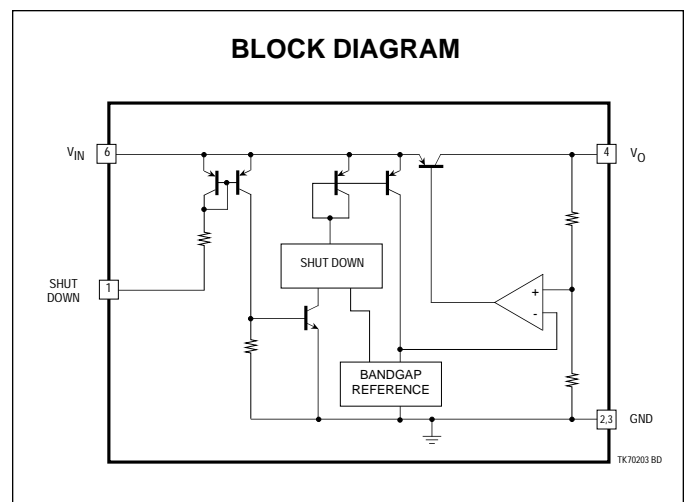 BLOCK DIAGRAM
VIN 6
4 VO
SHUT DOWN
SHUT
DOWN
1
+
-
BANDGAP
REFERENCE
2,3 GND
TK70203 BD